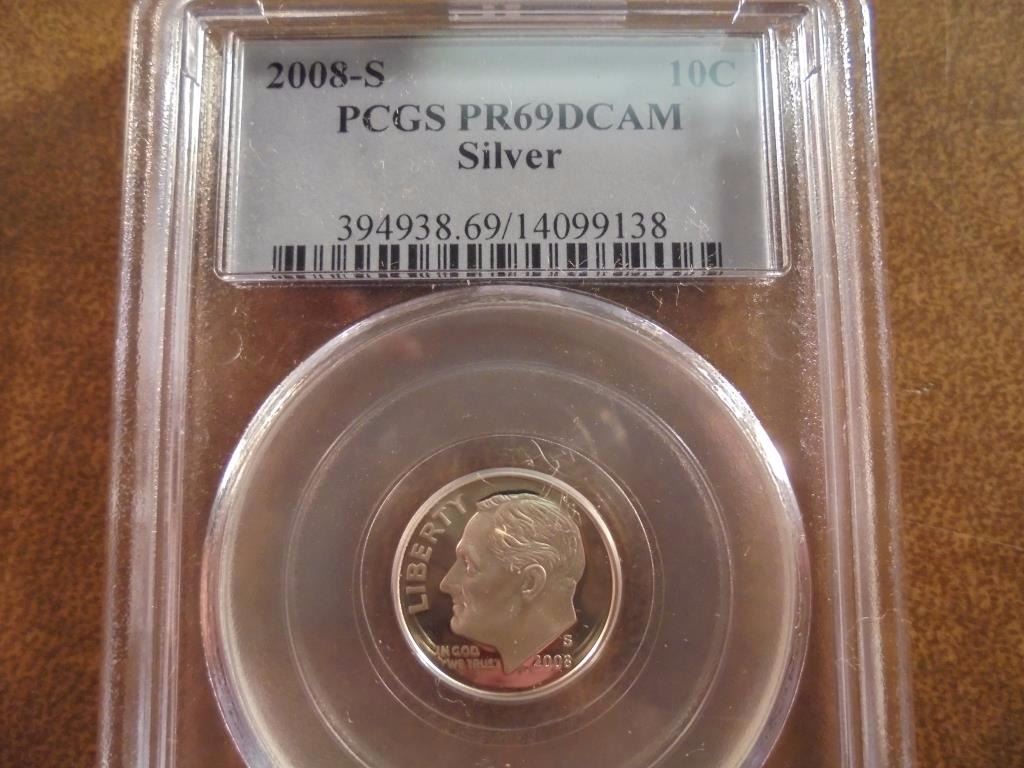 2008-S 10C
PCGS PR69DCAM
Silver
394938.69/14099138
LIBERTY
IN GOD
WE TRUST
S
2008